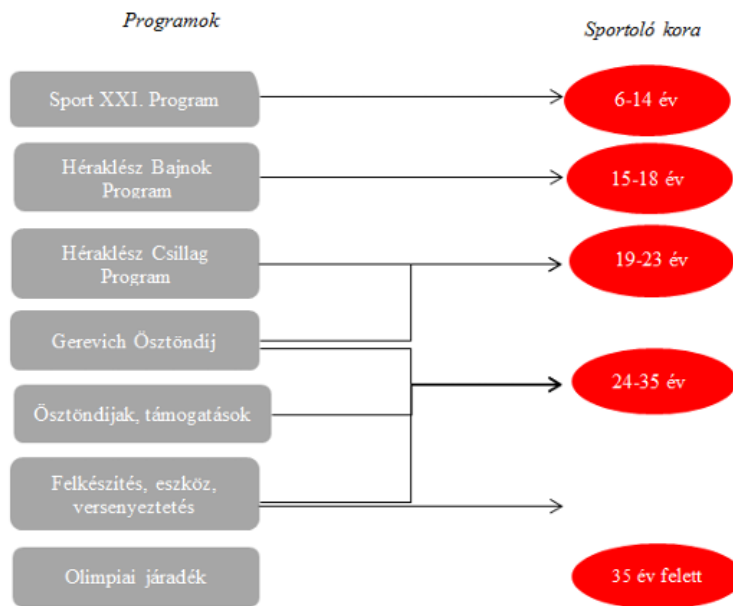 Programok
Sportoló kora
Sport XXI. Program
6-14 év
Héraklész Bajnok
Program
15-18 év
Héraklész Csillag
Program
19-23 év
Gerevich Ösztöndíj
24-35 év
Ösztöndíjak, támogatások
Felkészítés, eszköz,
versenyeztetés
Olimpiai járadék
35 év felett